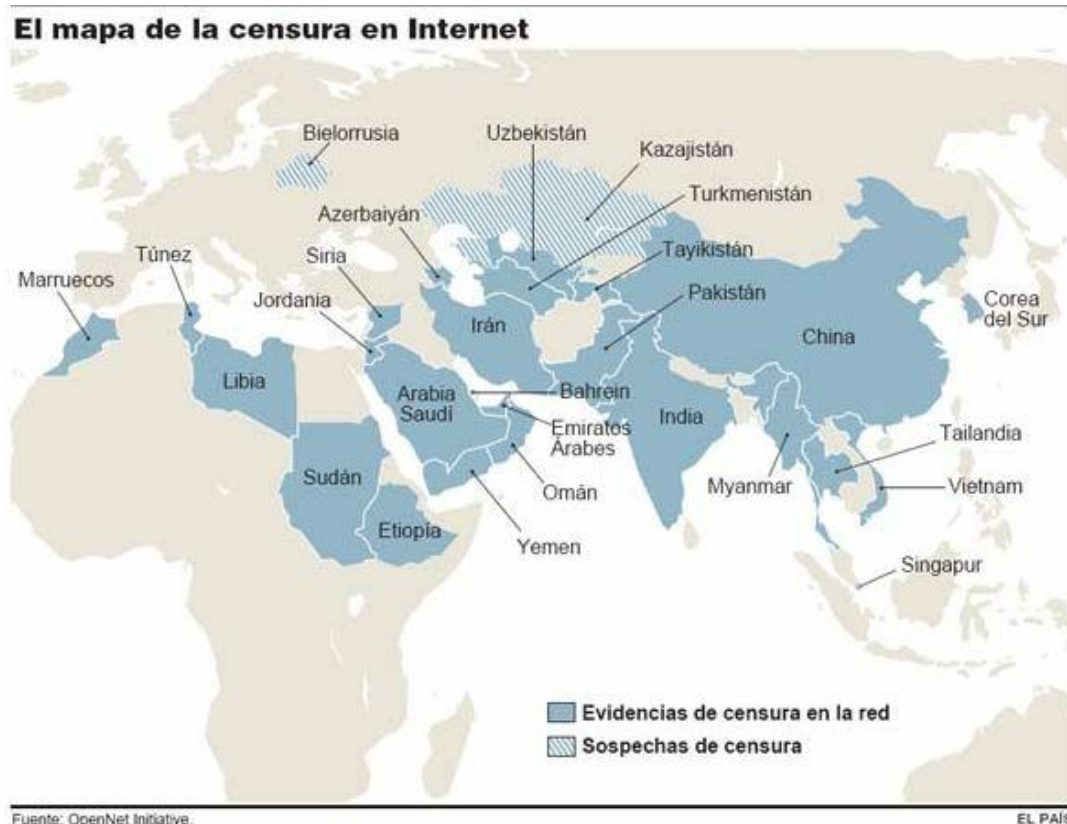 El mapa de la censura en Internet
Bielorrusia
Uzbekistán
Kazajistán
Turkmenistán
Azerbaiyán
Túnez
Siria
Tayikistán
Marruecos
Jordania
Pakistán
Irán
Corea
del Sur
China
Libia
Arabia
Saudí
Bahrein
India
Emiratos
Árabes
Tailandia
Sudán
Omán
Myanmar
Vietnam
Etiopía
Yemen
Singapur
Evidencias de censura en la red
Sospechas de censura
Fuente: OpenNet Initiative.
EL PAÍS